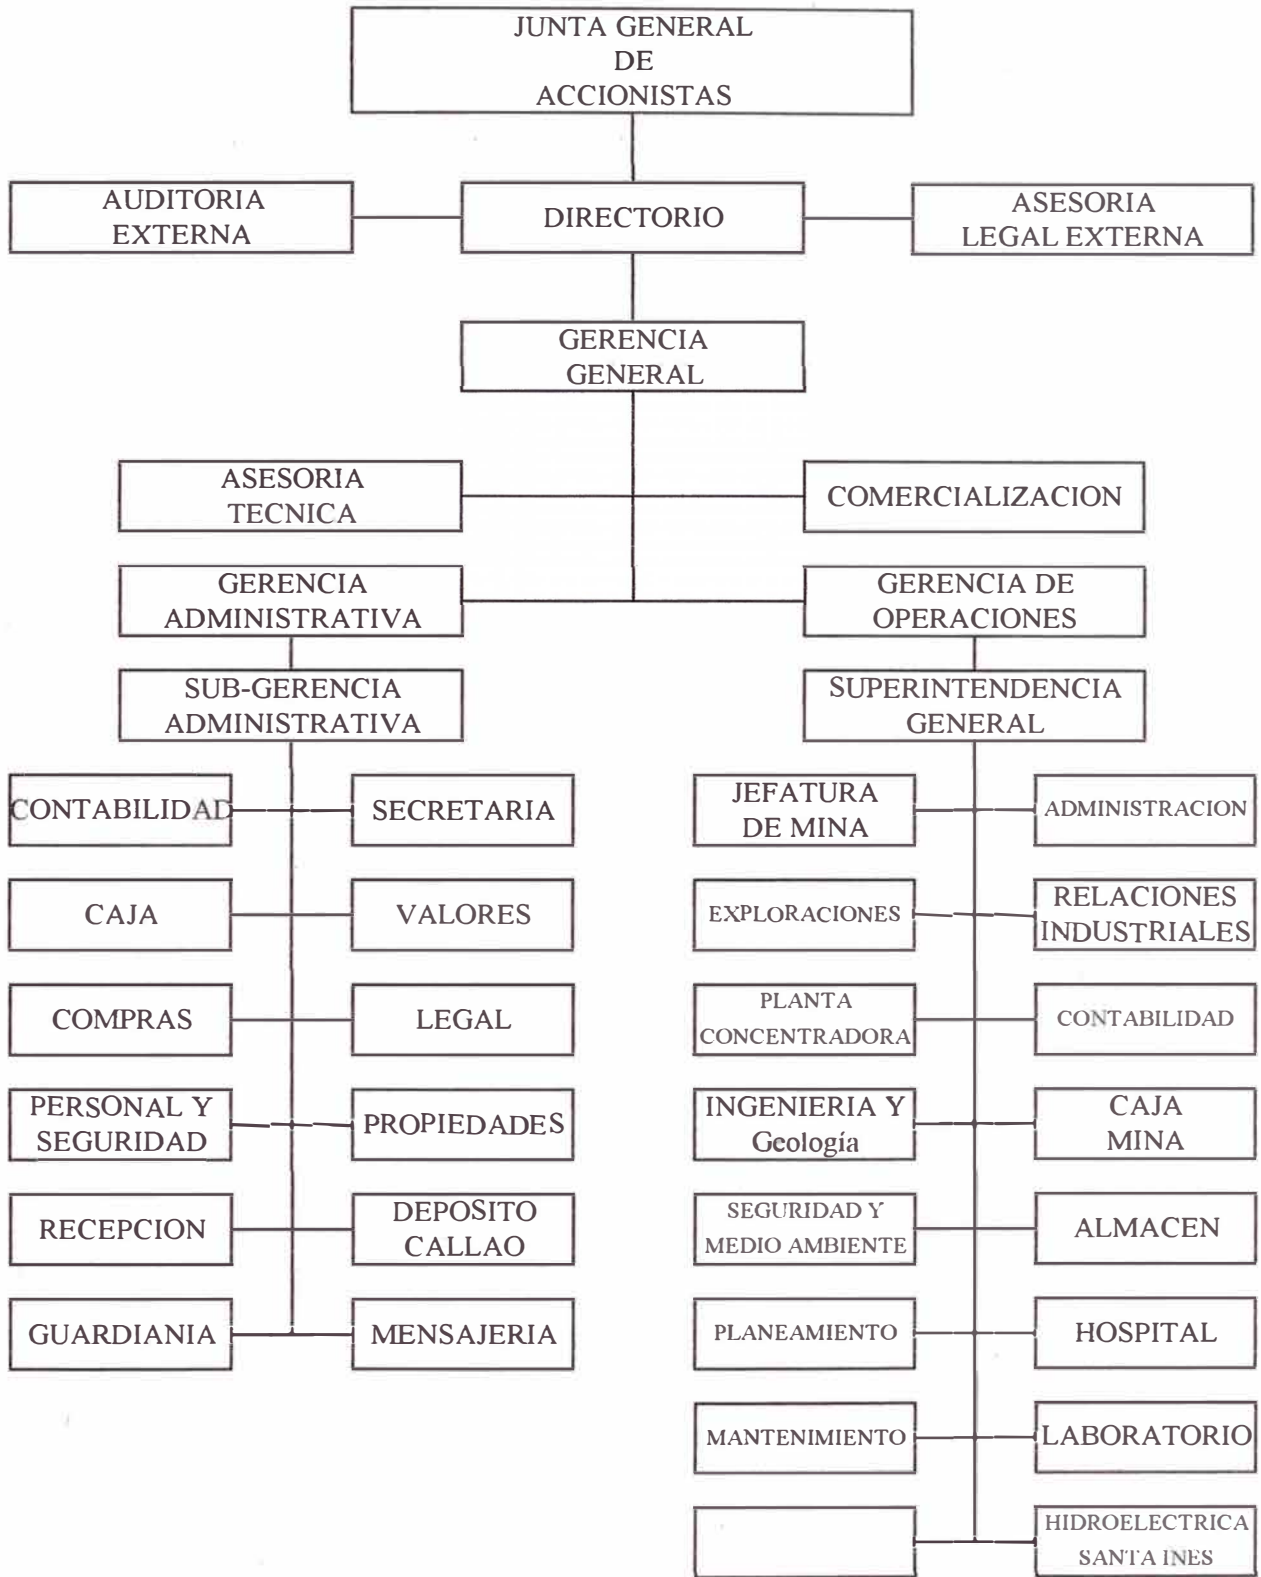 JUNTA GENERAL
DE
ACCIONISTAS
AUDITORIA
EXTERNA
DIRECTORIO
ASESORIA
LEGAL EXTERNA
GERENCIA
GENERAL
ASESORIA
TECNICA
COMERCIALIZACION
GERENCIA
ADMINISTRATIVA
GERENCIA DE
OPERACIONES
SUB-GERENCIA
ADMINISTRATIVA
SUPERINTENDENCIA
GENERAL
CONTABILIDAD
SECRETARIA
JEFATURA
DE MINA
ADMINISTRACION
CAJA
VALORES
EXPLORACIONES
RELACIONES
INDUSTRIALES
COMPRAS
LEGAL
PLANTA
CONCENTRADORA
CONTABILIDAD
PERSONAL Y
SEGURIDAD
PROPIEDADES
INGENIERIA Y
Geología
CAJA
MINA
RECEPCION
DEPOSITO
CALLAO
SEGURIDAD Y
MEDIO AMBIENTE
ALMACEN
GUARDIANIA
MENSAJERIA
PLANEAMIENTO
HOSPITAL
MANTENIMIENTO
LABORATORIO
HIDROELECTRICA
SANTA INES